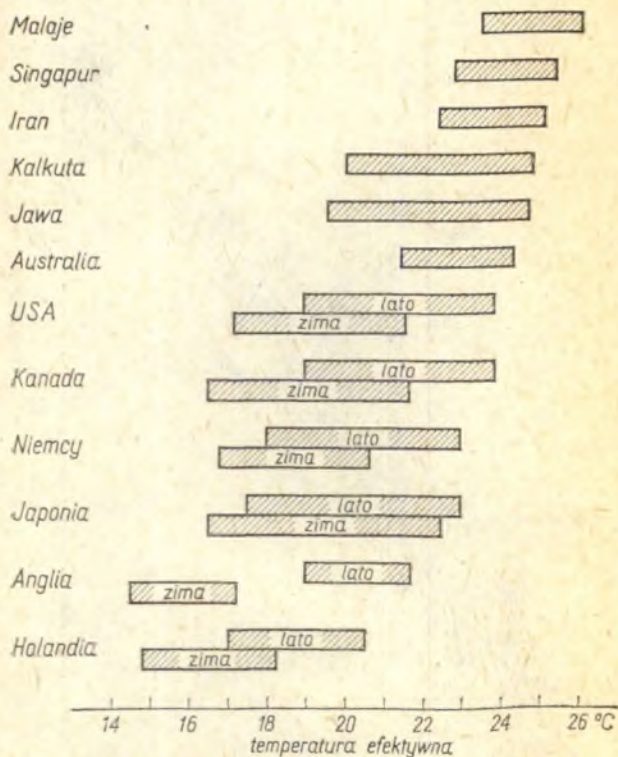 Malaje
Singapur
Iran
Kalkuta
Jawa
Australia
USA
lato
zima
Kanada
lato
zima
Niemcy
lato
zima
Japonia
lato
zima
Anglia
lato
zima
Holandia
lato
zima
14 16 18 20 22 24 26 °C
temperatura efektywna